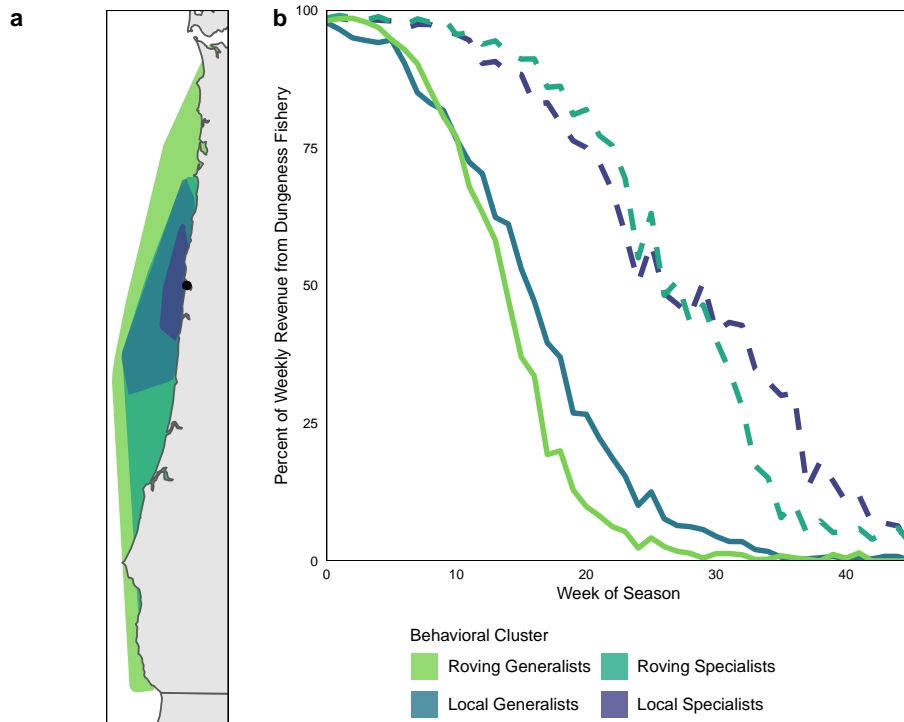 a
b
Percent of Weekly Revenue from Dungeness Fishery
100
75
50
25
0
0 10 20 30 40
Week of Season
Behavioral Cluster
Roving Generalists
Roving Specialists
Local Generalists
Local Specialists